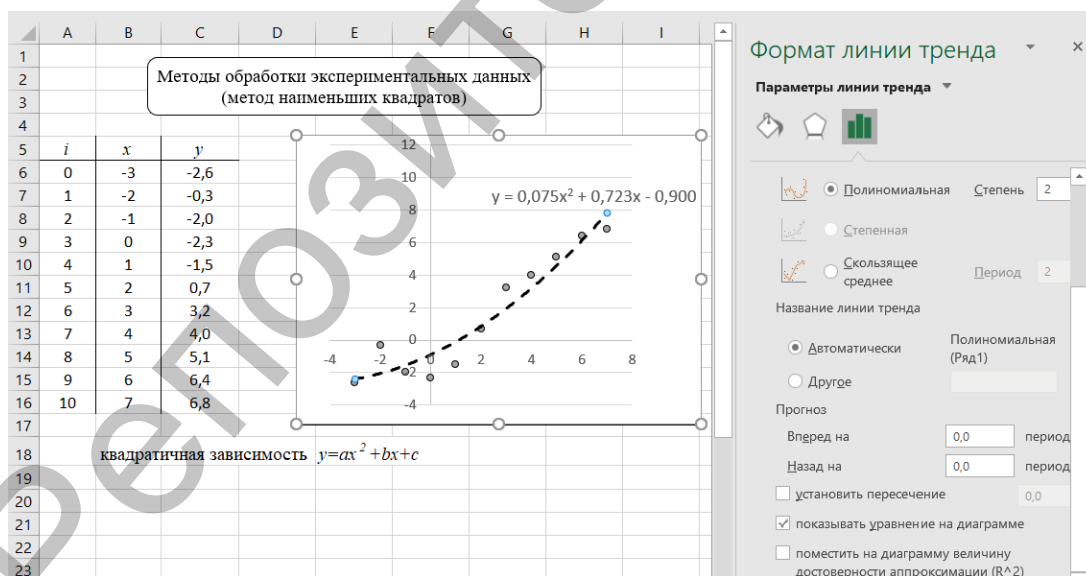 A B C D E F G H I
Формат линии тренда
1
Методы обработки экспериментальных данных
(метод наименьших квадратов)
2
3
4
Параметры линии тренда
5 i x y
6 0 -3 -2,6
7 1 -2 -0,3
8 2 -1 -2,0
9 3 0 -2,3
10 4 1 -1,5
11 5 2 0,7
12 6 3 3,2
13 7 4 4,0
14 8 5 5,1
15 9 6 6,4
16 10 7 6,8
17
18 квадратичная зависимость y=ax² +bx+c
19
20
21
22
23
12
10
y = 0,075x² + 0,723x - 0,900
8
6
4
2
0
-4 -2 0 2 4 6 8
-2
-4
Полиномиальная Степень 2
Степенная
Скользящее Период 2
среднее
Название линии тренда
Автоматически Полиномиальная
(Ряд1)
Другое
Прогноз
Вперед на 0,0 период
Назад на 0,0 период
установить пересечение 0,0
показывать уравнение на диаграмме
поместить на диаграмму величину
достоверности аппроксимации (R^2)